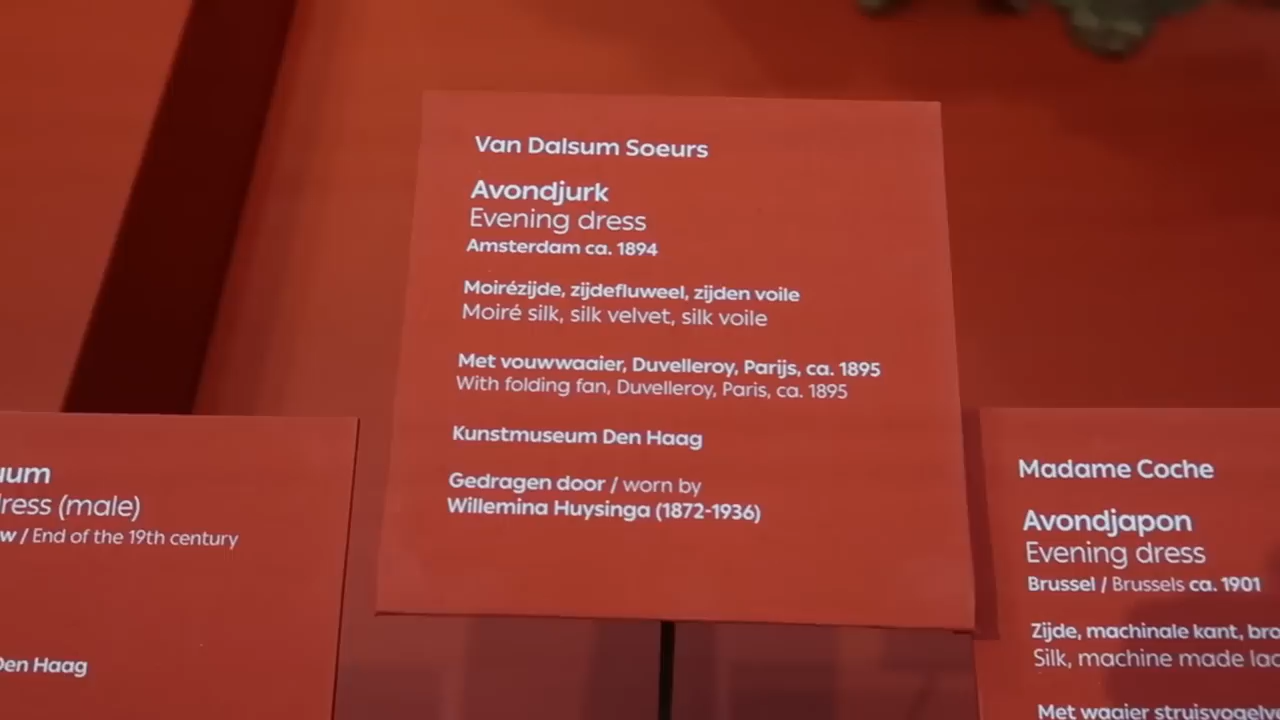 Van Dalsum Soeurs
Avondjurk
Evening dress
Amsterdam ca. 1894
Moirézijde, zijdefluweel, zijden voile
Moiré silk, silk velvet, silk voile
Met vouwwaaier, Duvelleroy, Parijs, ca. 1895
With folding fan, Duvelleroy, Paris, ca. 1895
Kunstmuseum Den Haag
Gedragen door / worn by
Willemina Huysinga (1872-1936)
(male)
/ End of the 19th century
Den Haag
Madame Coche
Avondjapon
Evening dress
Brussel / Brussels ca. 1901
Zijde, machinale kant,
Silk, machine made
Met waaier